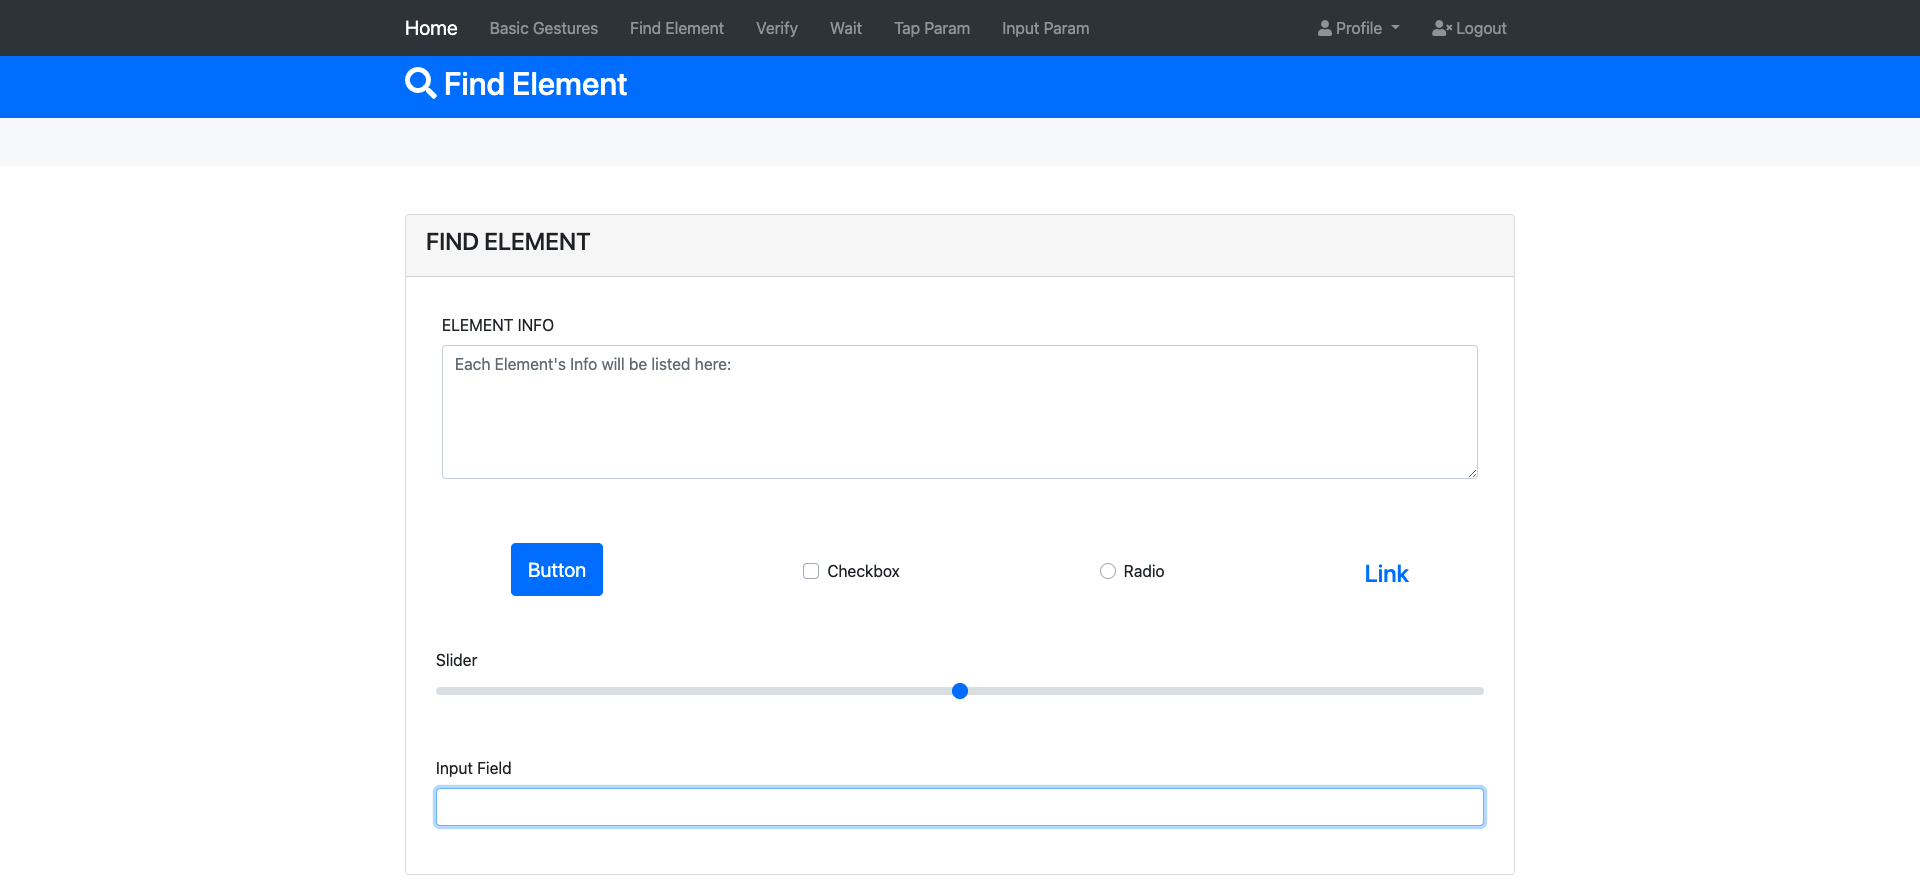 Home Basic Gestures Find Element Verify Wait Tap Param Input Param Profile Logout
Find Element
FIND ELEMENT
ELEMENT INFO
Each Element's Info will be listed here:
Button Checkbox Radio Link
Slider
Input Field